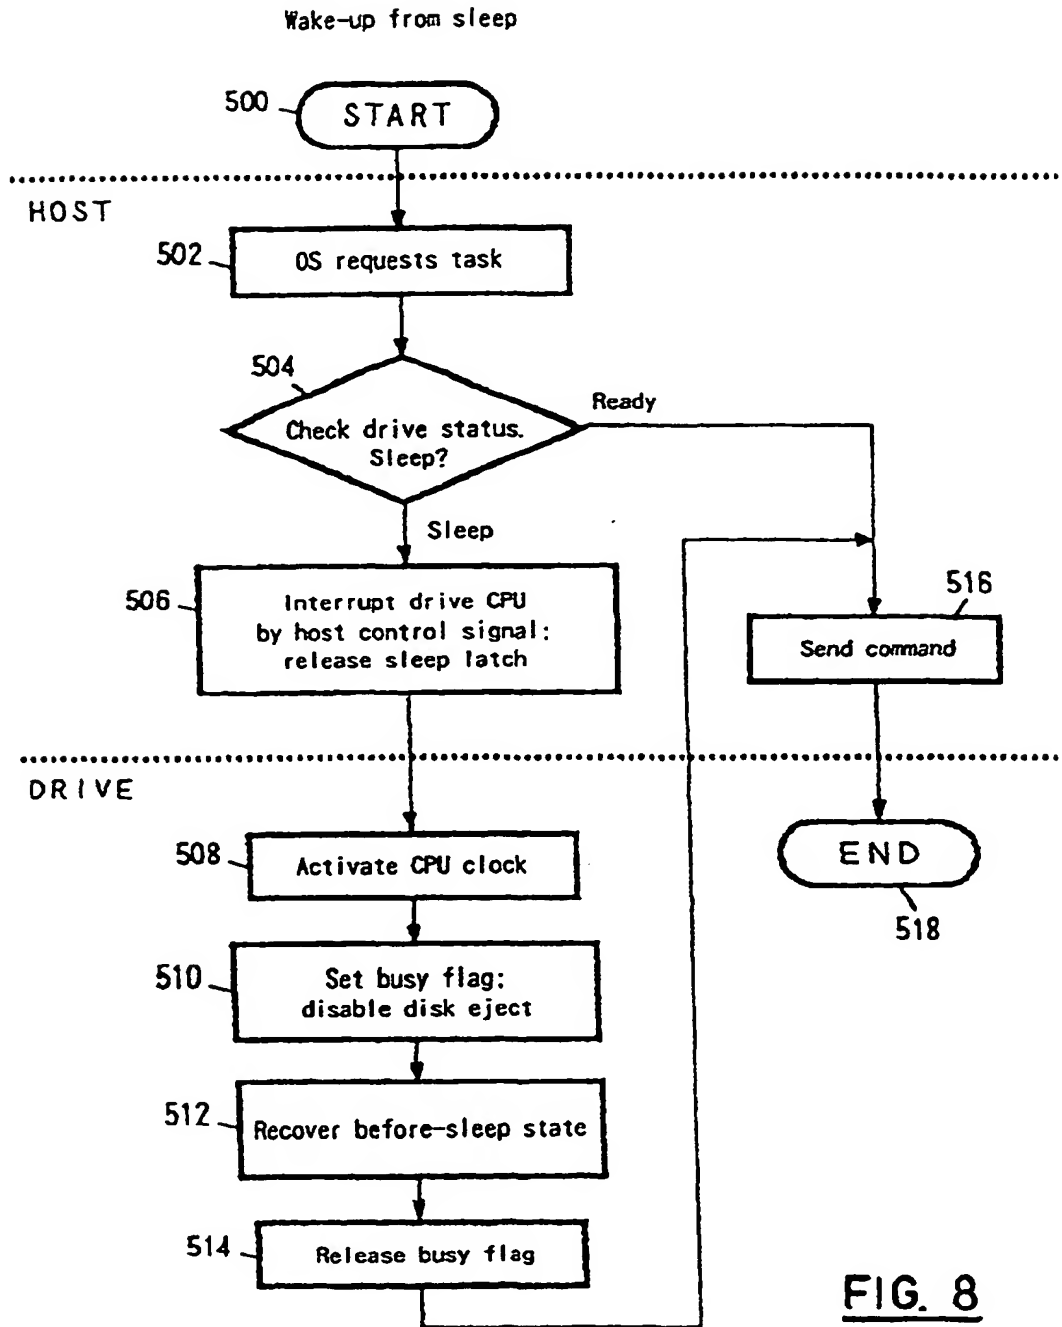 Wake-up from sleep
500
START
HOST
502
OS requests task
504
Check drive status.
Sleep?
Ready
Sleep
506
Interrupt drive CPU
by host control signal:
release sleep latch
516
Send command
DRIVE
508
Activate CPU clock
END
518
510
Set busy flag:
disable disk eject
512
Recover before-sleep state
514
Release busy flag
FIG. 8